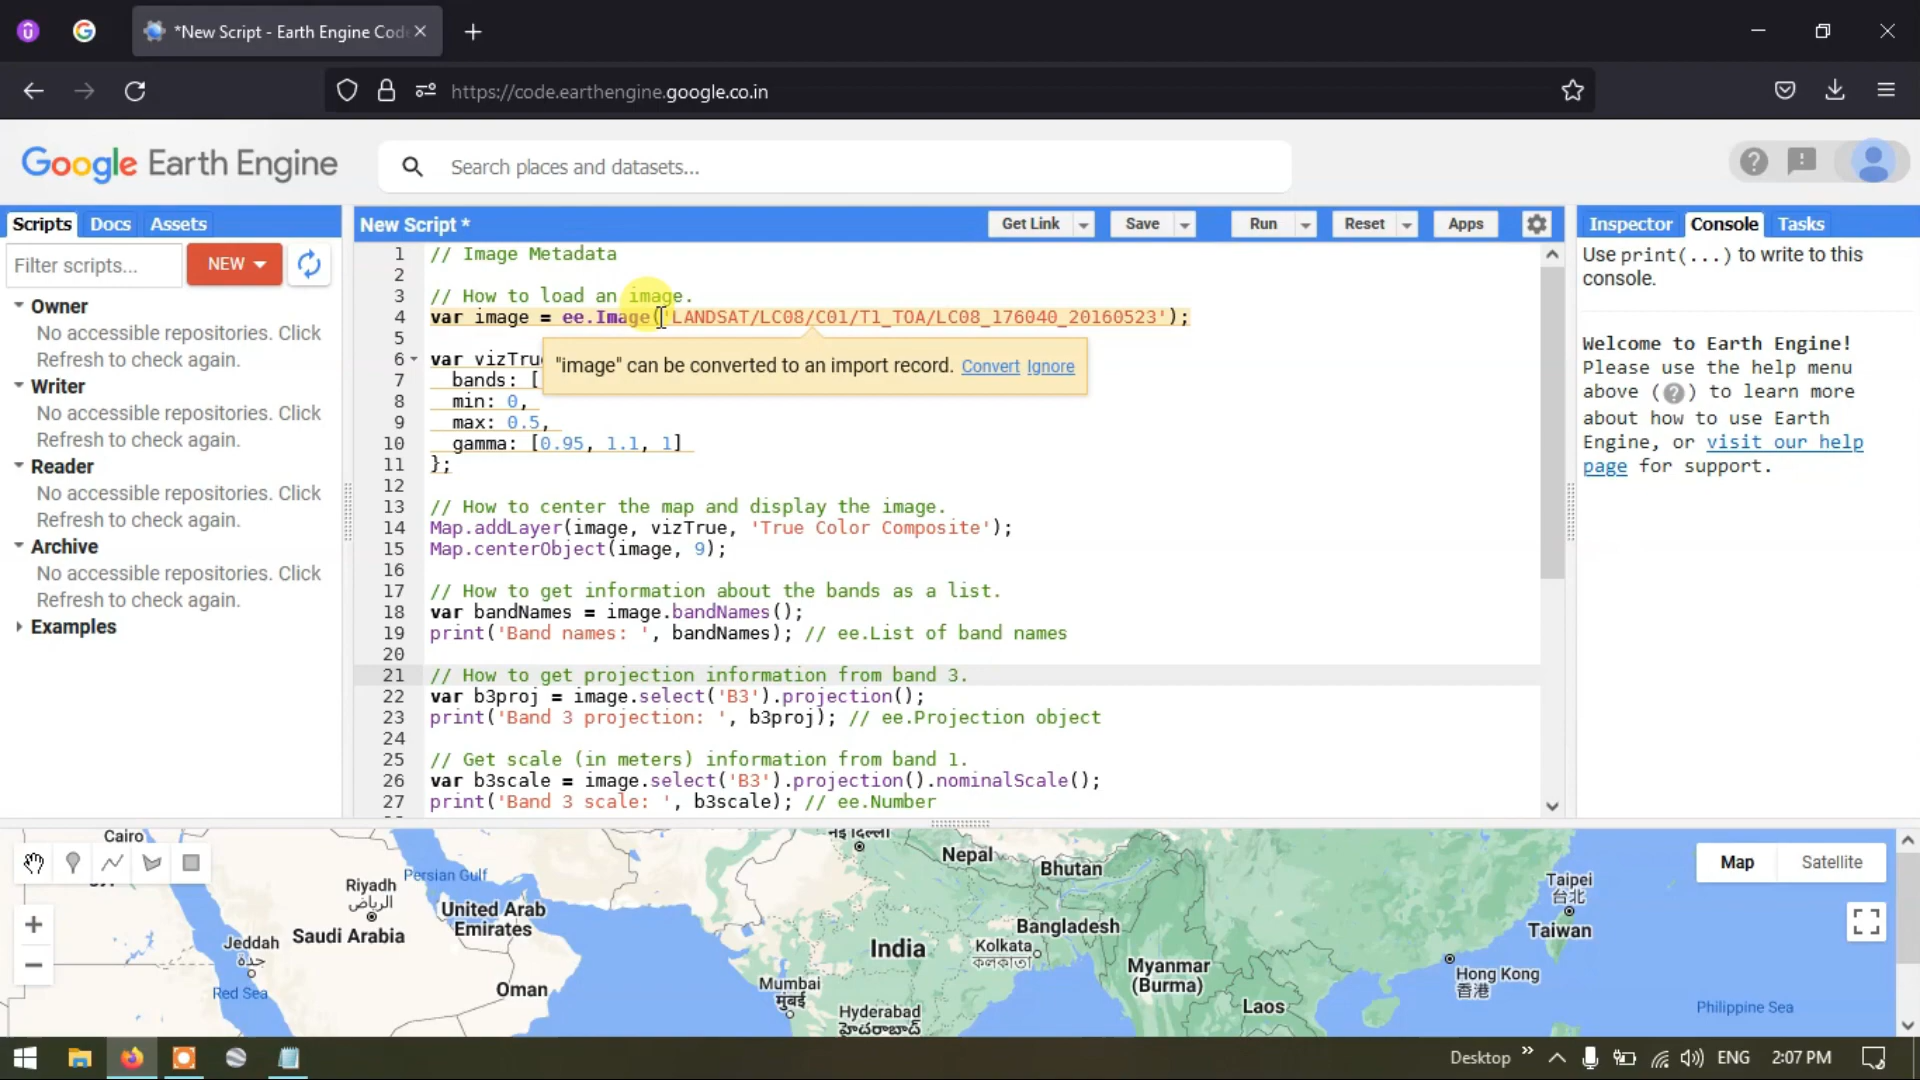 *New Script - Earth Engine Cod
https://code.earthengine.google.co.in
Google Earth Engine
Search places and datasets...
Scripts Docs Assets
Filter scripts... NEW
Owner
No accessible repositories. Click
Refresh to check again.
Writer
No accessible repositories. Click
Refresh to check again.
Reader
No accessible repositories. Click
Refresh to check again.
Archive
No accessible repositories. Click
Refresh to check again.
Examples
New Script * Get Link Save Run Reset Apps
1 // Image Metadata
2
3 // How to load an image.
4 var image = ee.Image('LANDSAT/LC08/C01/T1_TOA/LC08_176040_20160523');
5
"image" can be converted to an import record. Convert Ignore
6 var vizTru
7 bands: [
8 min: 0,
9 max: 0.5,
10 gamma: [0.95, 1.1, 1]
11 };
12
13 // How to center the map and display the image.
14 Map.addLayer(image, vizTrue, 'True Color Composite');
15 Map.centerObject(image, 9);
16
17 // How to get information about the bands as a list.
18 var bandNames = image.bandNames();
19 print('Band names: ', bandNames); // ee.List of band names
20
21 // How to get projection information from band 3.
22 var b3proj = image.select('B3').projection();
23 print('Band 3 projection: ', b3proj); // ee.Projection object
24
25 // Get scale (in meters) information from band 1.
26 var b3scale = image.select('B3').projection().nominalScale();
27 print('Band 3 scale: ', b3scale); // ee.Number
Inspector Console Tasks
Use print(...) to write to this
console.
Welcome to Earth Engine!
Please use the help menu
above (?) to learn more
about how to use Earth
Engine, or visit our help
page for support.
Map Satellite
Cairo
Riyadh
الرياض
Persian Gulf
United Arab
Emirates
Saudi Arabia
Jeddah
جدة
Red Sea
Oman
नई दिल्ली
Nepal
Bhutan
Bangladesh
India
Kolkata
কলকাতা
Mumbai
मुंबई
Hyderabad
Myanmar
(Burma)
Laos
Taipei
台北
Taiwan
Hong Kong
香港
Philippine Sea
Desktop
ENG
2:07 PM